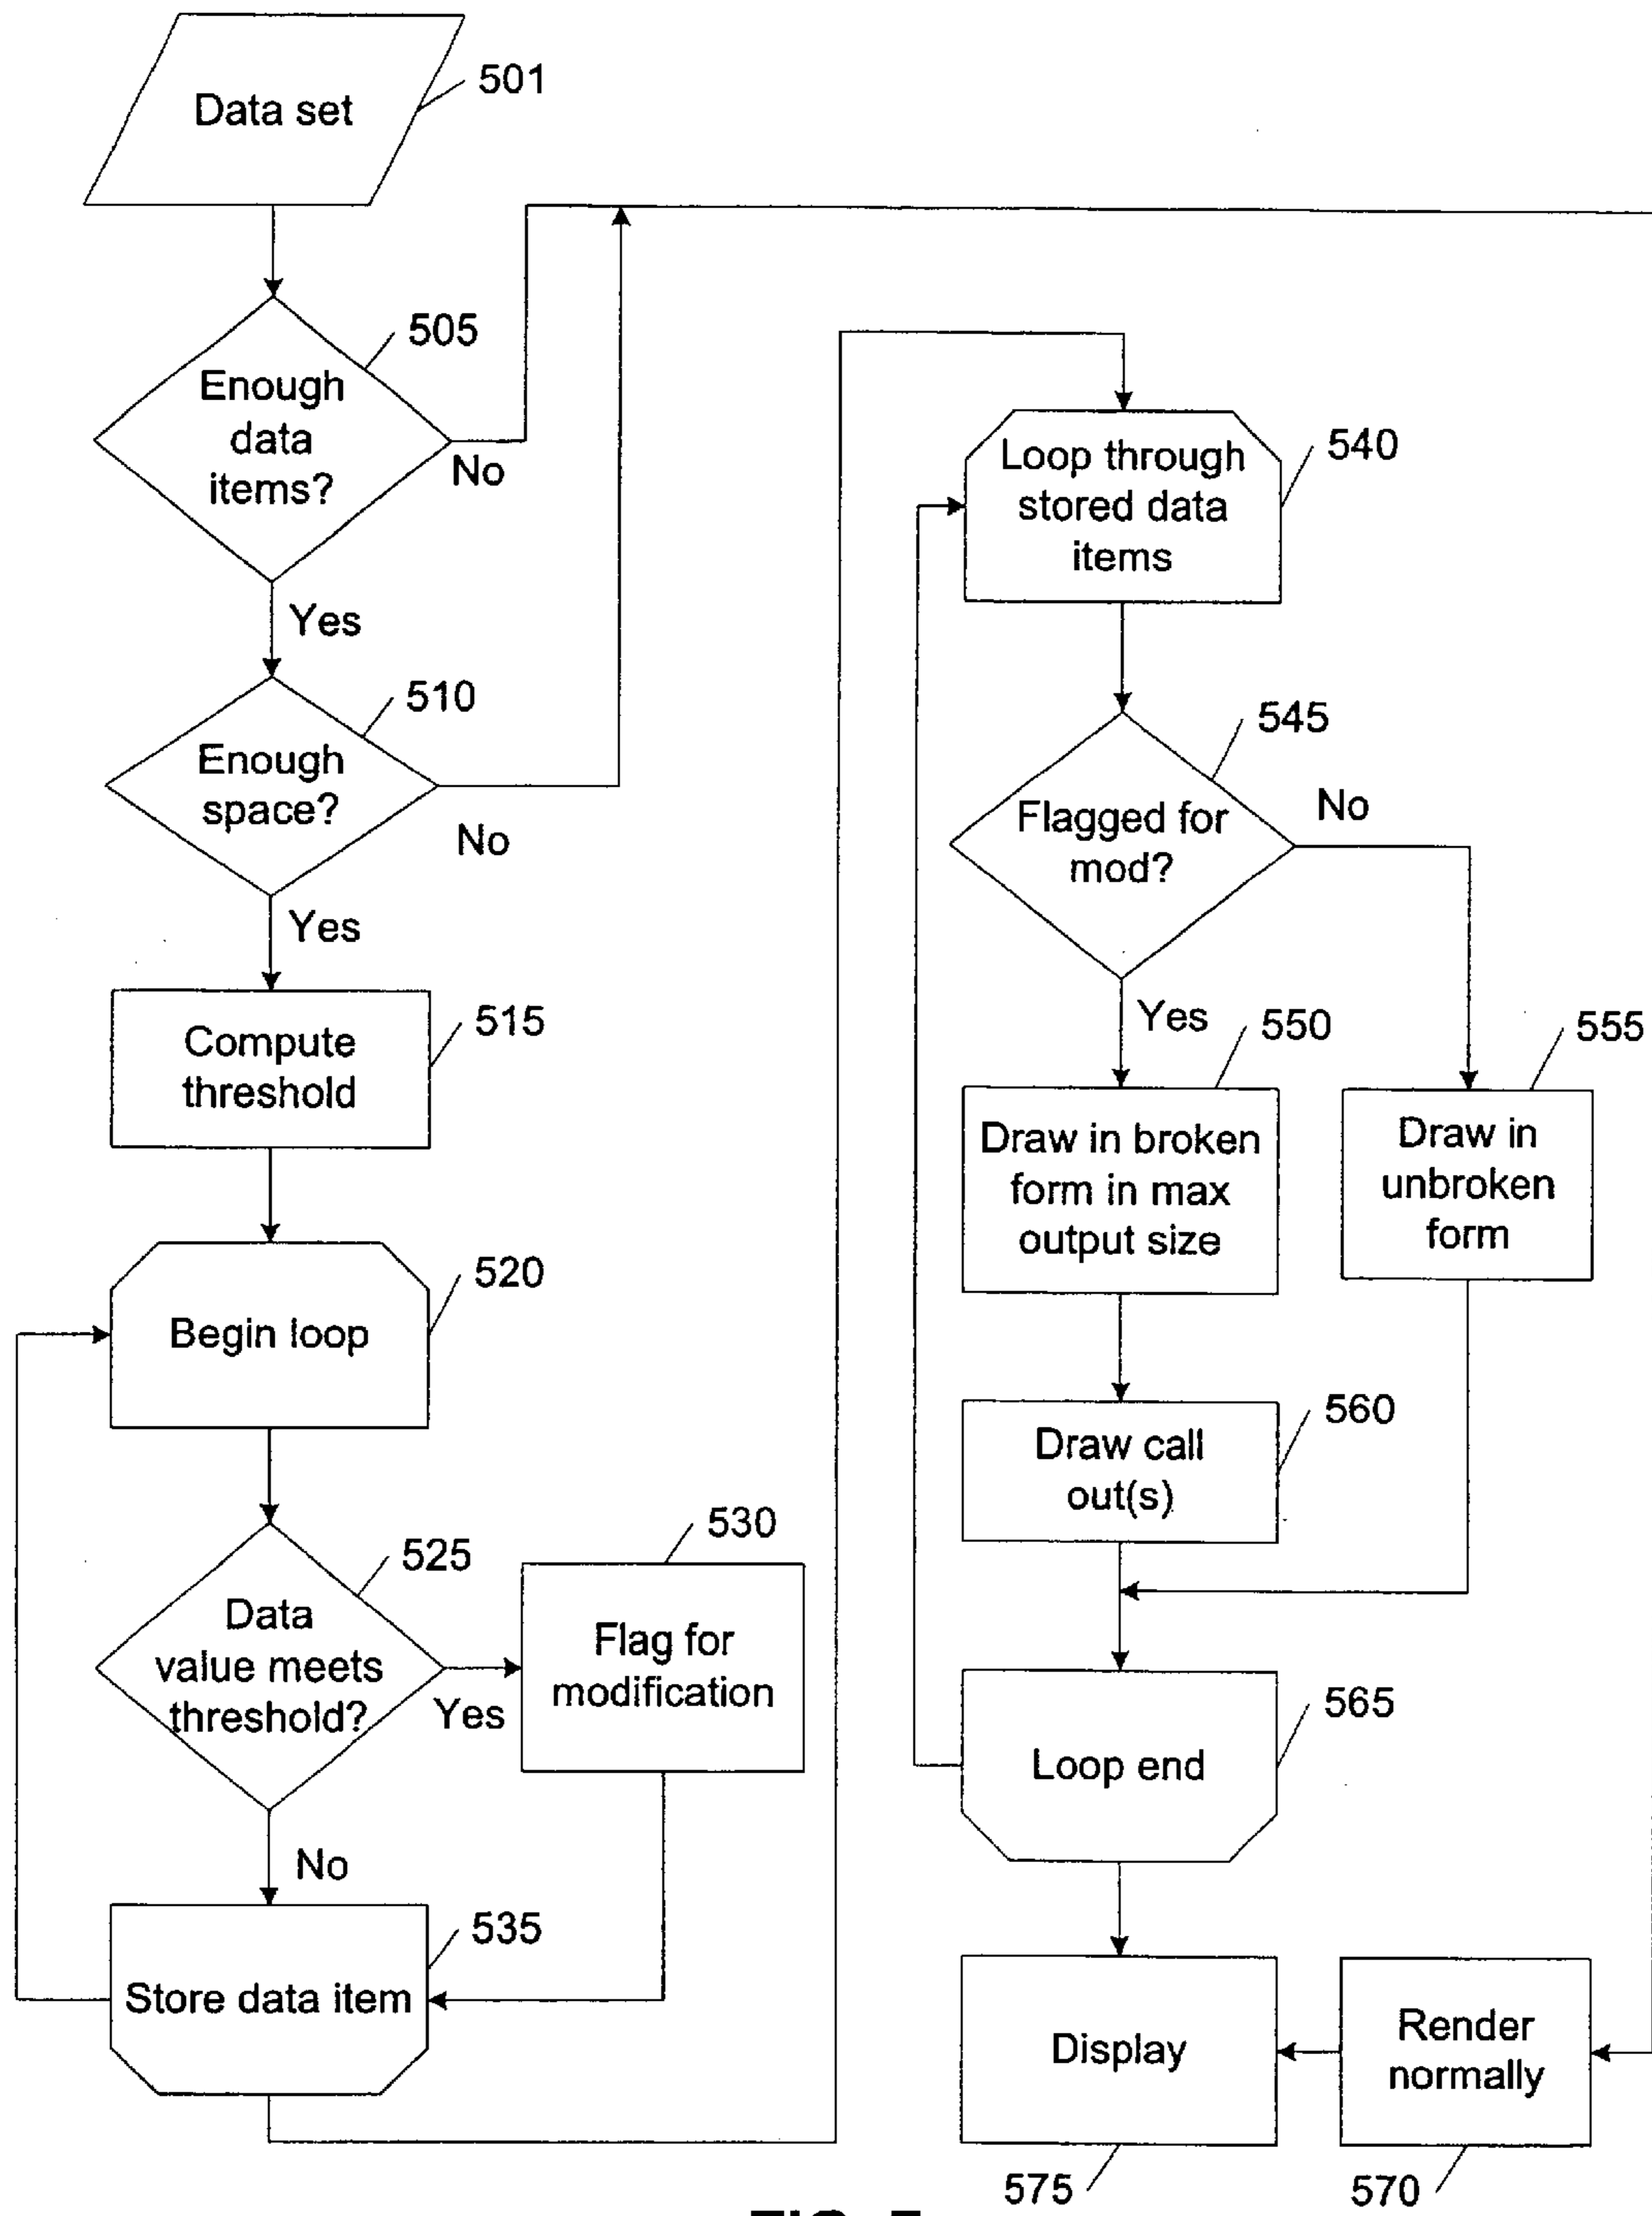 Data set
501
505
Enough
data
items?
No
Yes
510
Enough
space?
No
Yes
515
Compute
threshold
520
Begin loop
525
Data
value meets
threshold?
Yes
530
Flag for
modification
No
535
Store data item
540
Loop through
stored data
items
545
Flagged for
mod?
No
Yes
550
Draw in broken
form in max
output size
555
Draw in
unbroken
form
560
Draw call
out(s)
565
Loop end
Display
575
Render
normally
570